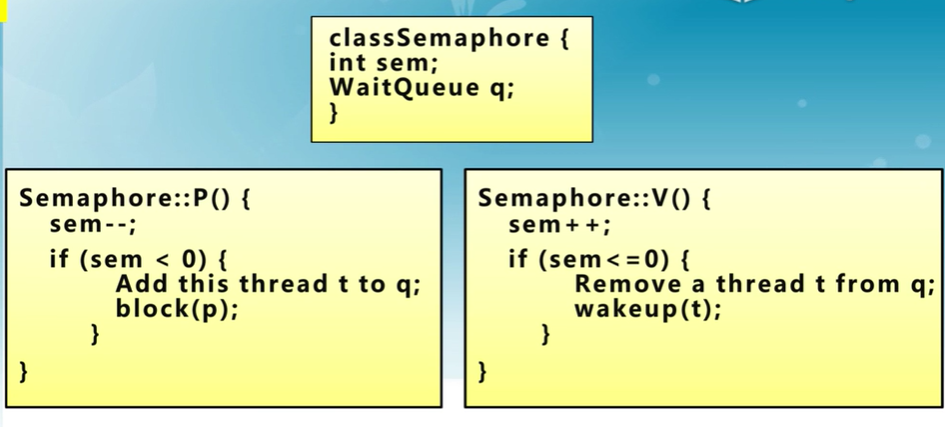 classSemaphore {
int sem;
WaitQueue q;
}
Semaphore::P() {
sem--;
if (sem < 0) {
Add this thread t to q;
block(p);
}
}
Semaphore::V() {
sem++;
if (sem<=0) {
Remove a thread t from q;
wakeup(t);
}
}